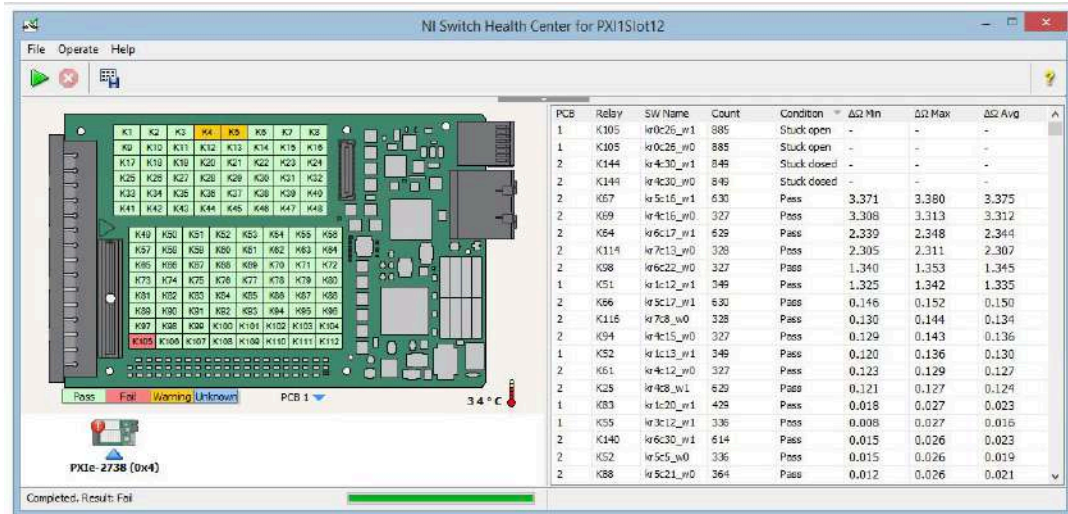 NI Switch Health Center for PXI1Slot12
File Operate Help
K1 K2 K3 K4 K5 K6 K7 K8
K9 K10 K11 K12 K13 K14 K15 K16
K17 K18 K19 K20 K21 K22 K23 K24
K25 K26 K27 K28 K29 K30 K31 K32
K33 K34 K35 K36 K37 K38 K39 K40
K41 K42 K43 K44 K45 K46 K47 K48
K49 K50 K51 K52 K53 K54 K55 K56
K57 K58 K59 K60 K61 K62 K63 K64
K65 K66 K67 K68 K69 K70 K71 K72
K73 K74 K75 K76 K77 K78 K79 K80
K81 K82 K83 K84 K85 K86 K87 K88
K89 K90 K91 K92 K93 K94 K95 K96
K97 K98 K99 K100 K101 K102 K103 K104
K105 K106 K107 K108 K109 K110 K111 K112
Pass Fail Warning Unknown PCB 1 34°C
PXIe-2738 (0x4)
PCB Relay SW Name Count Condition ΔΩ Min ΔΩ Max ΔΩ Avg
1 K105 kr0c26_w1 885 Stuck open - - -
1 K105 kr0c26_w0 885 Stuck open - - -
2 K144 kr4c30_w1 849 Stuck closed - - -
2 K144 kr4c30_w0 849 Stuck closed - - -
2 K67 kr5c16_w1 630 Pass 3.371 3.380 3.375
2 K69 kr4c16_w0 327 Pass 3.308 3.313 3.312
2 K64 kr6c17_w1 629 Pass 2.339 2.348 2.344
2 K114 kr7c13_w0 328 Pass 2.305 2.311 2.307
2 K98 kr6c22_w0 327 Pass 1.340 1.353 1.345
1 K51 kr1c12_w1 349 Pass 1.325 1.342 1.335
2 K66 kr5c17_w1 630 Pass 0.146 0.152 0.150
2 K116 kr7c8_w0 328 Pass 0.130 0.144 0.134
2 K94 kr4c15_w0 327 Pass 0.129 0.143 0.136
1 K52 kr1c13_w1 349 Pass 0.120 0.136 0.130
2 K61 kr4c12_w0 327 Pass 0.123 0.129 0.127
2 K25 kr4c8_w1 629 Pass 0.121 0.127 0.124
1 K83 kr1c20_w1 429 Pass 0.018 0.027 0.023
1 K55 kr3c12_w1 336 Pass 0.008 0.027 0.016
2 K140 kr6c30_w1 614 Pass 0.015 0.026 0.023
2 K52 kr5c5_w0 336 Pass 0.015 0.026 0.019
2 K88 kr5c21_w0 364 Pass 0.012 0.026 0.021
Completed, Result: Fail